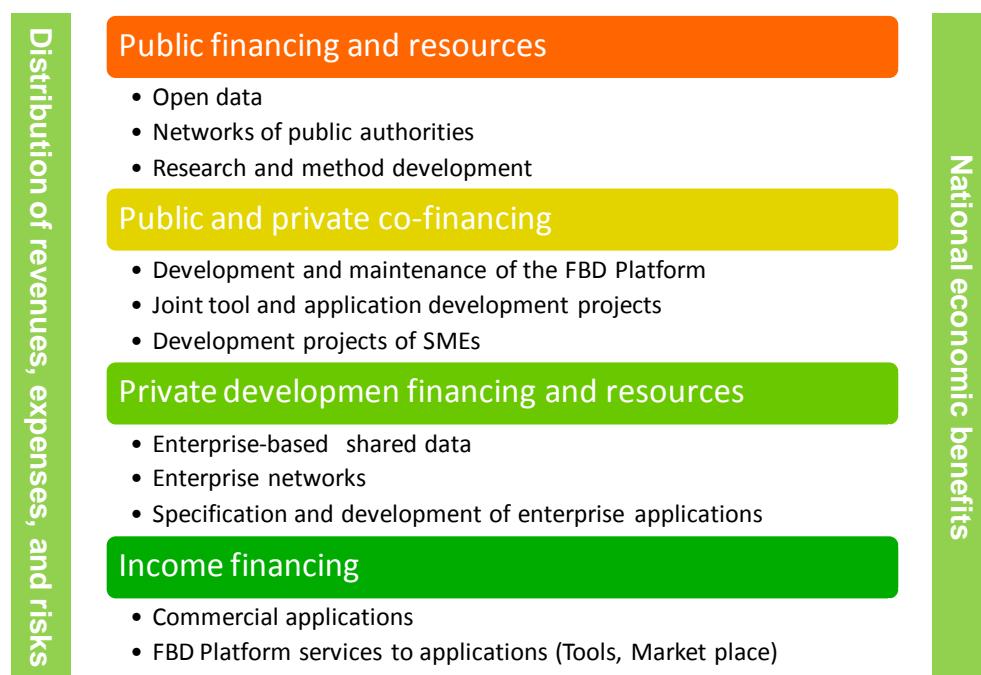 Distribution of revenues, expenses, and risks
Public financing and resources
• Open data
• Networks of public authorities
• Research and method development
Public and private co-financing
• Development and maintenance of the FBD Platform
• Joint tool and application development projects
• Development projects of SMEs
Private developmen financing and resources
• Enterprise-based shared data
• Enterprise networks
• Specification and development of enterprise applications
Income financing
• Commercial applications
• FBD Platform services to applications (Tools, Market place)
National economic benefits